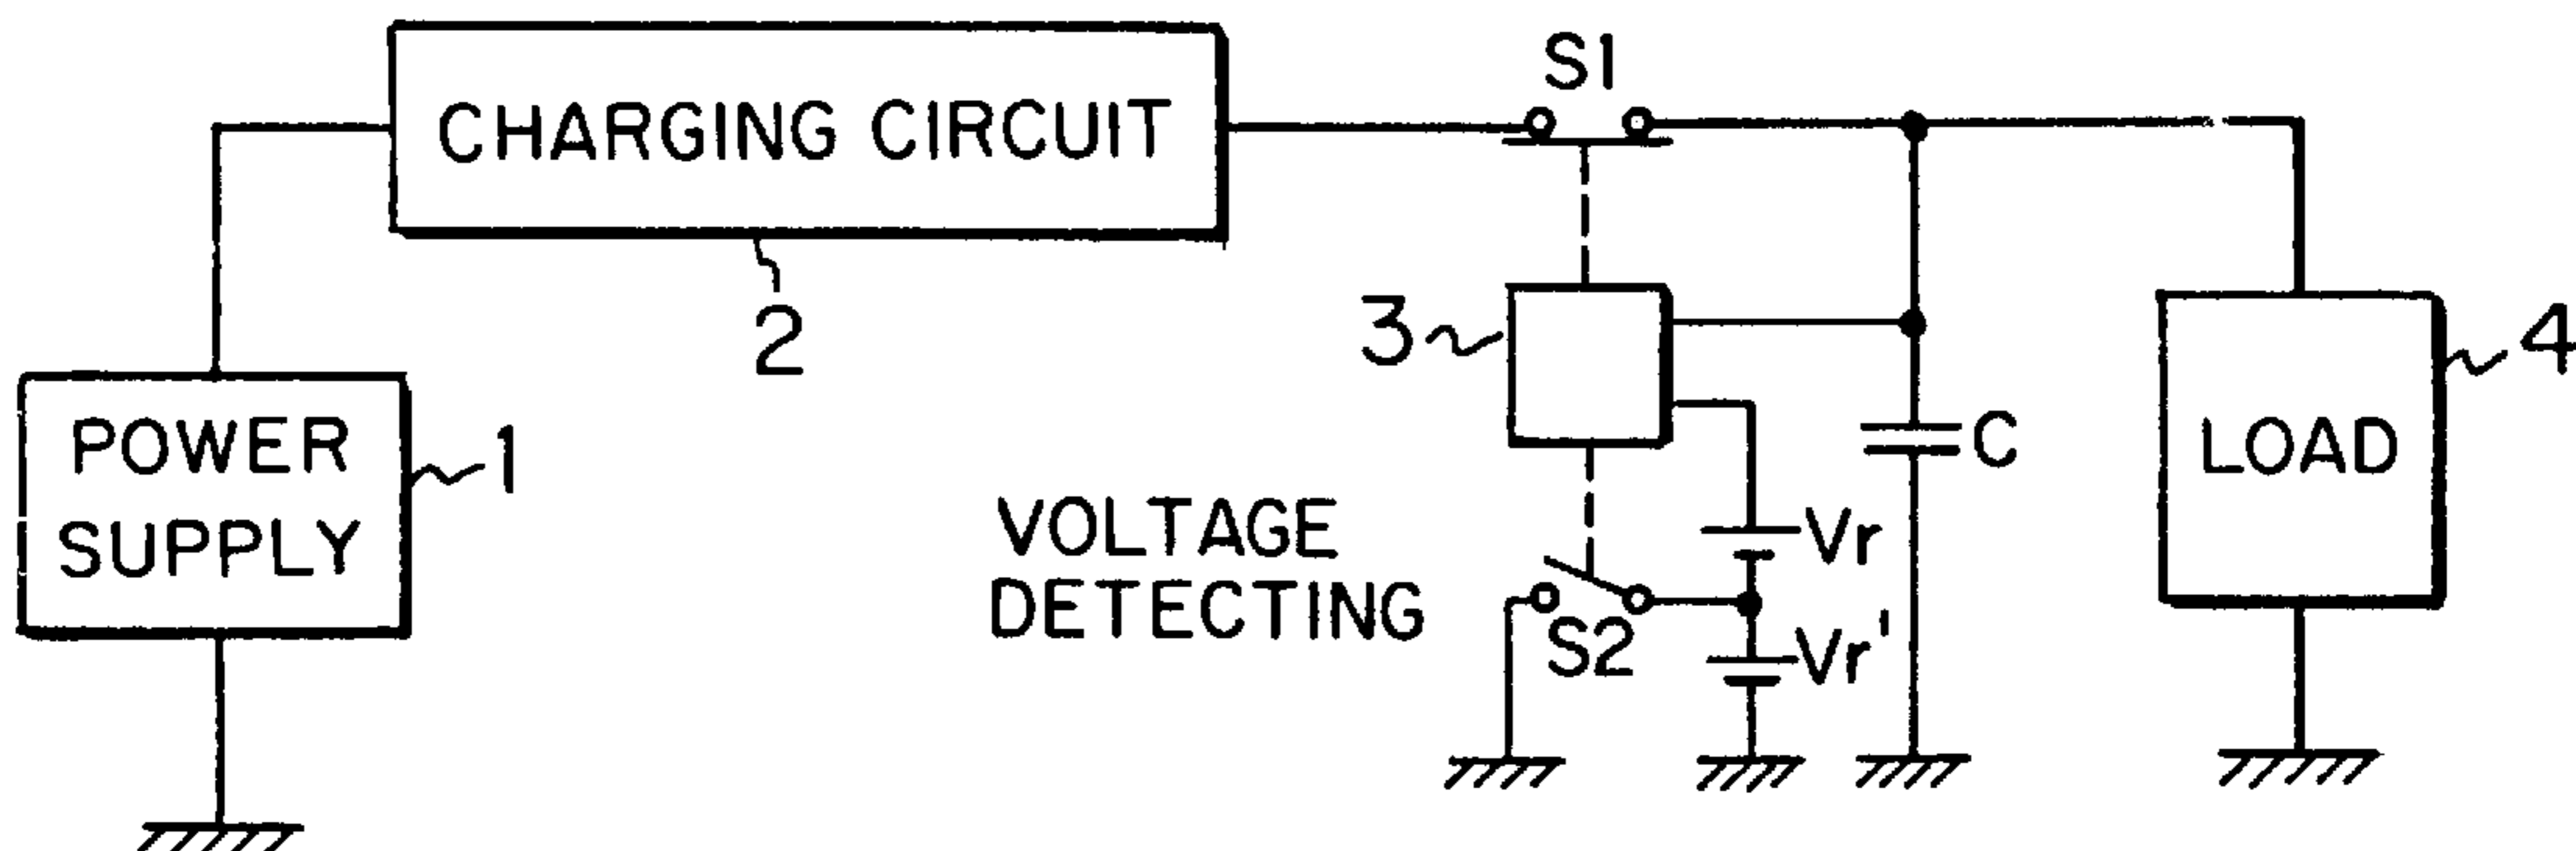 CHARGING CIRCUIT
S1
2
3
4
POWER
SUPPLY
1
C
LOAD
VOLTAGE
DETECTING
Vr
S2
Vr'